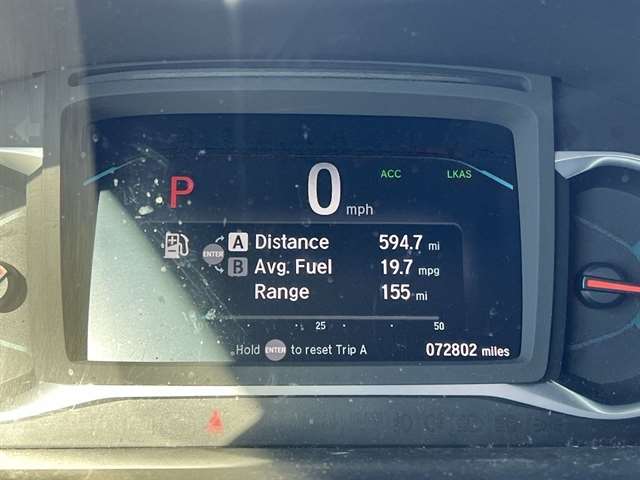 ACC LKAS
P 0 mph
A Distance 594.7 mi
ENTER
B Avg. Fuel 19.7 mpg
Range 155 mi
25 50
Hold ENTER to reset Trip A 072802 miles